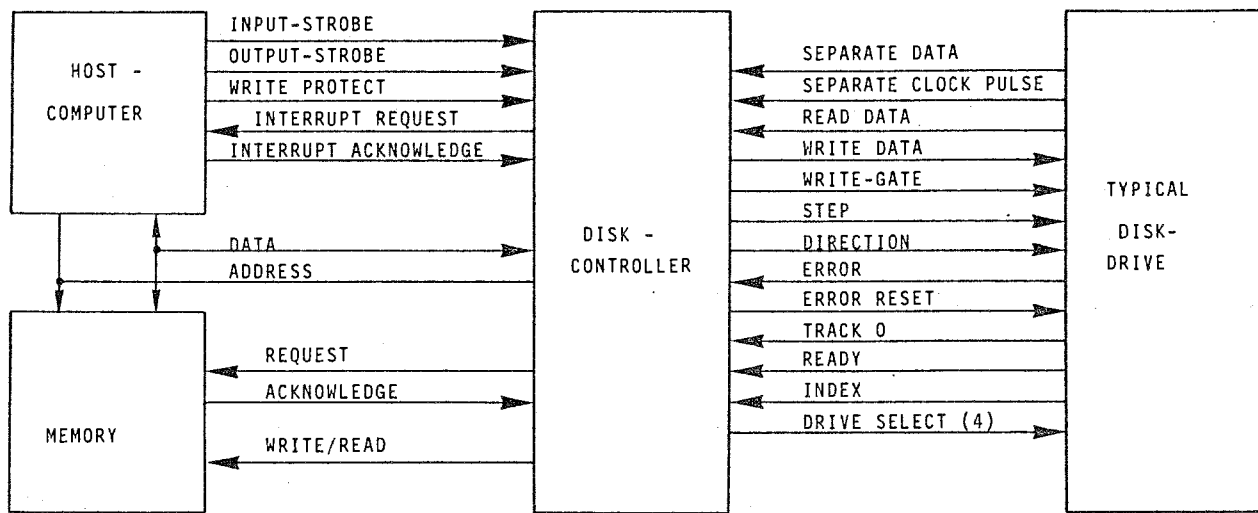 HOST -
COMPUTER
INPUT-STROBE
OUTPUT-STROBE
WRITE PROTECT
INTERRUPT REQUEST
INTERRUPT ACKNOWLEDGE
DATA
ADDRESS
MEMORY
REQUEST
ACKNOWLEDGE
WRITE/READ
DISK -
CONTROLLER
SEPARATE DATA
SEPARATE CLOCK PULSE
READ DATA
WRITE DATA
WRITE-GATE
STEP
DIRECTION
ERROR
ERROR RESET
TRACK 0
READY
INDEX
DRIVE SELECT (4)
TYPICAL
DISK-
DRIVE